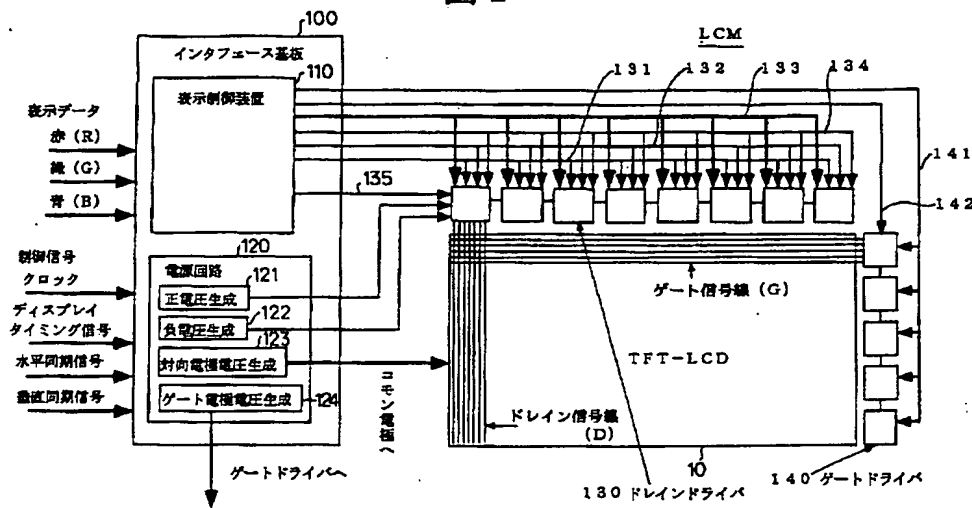 LCM
100
インタフェース基板
110
表示制御装置
131
132
133
134
表示データ
赤 (R)
緑 (G)
青 (B)
135
141
142
制御信号
クロック
ディスプレイ
タイミング信号
水平同期信号
垂直同期信号
120
電源回路
121
正電圧生成
122
負電圧生成
123
対向電極電圧生成
ゲート電極電圧生成
124
コモン電極へ
ゲート信号線 (G)
TFT-LCD
ドレイン信号線
(D)
10
ゲートドライバへ
130 ドレインドライバ
140 ゲートドライバ